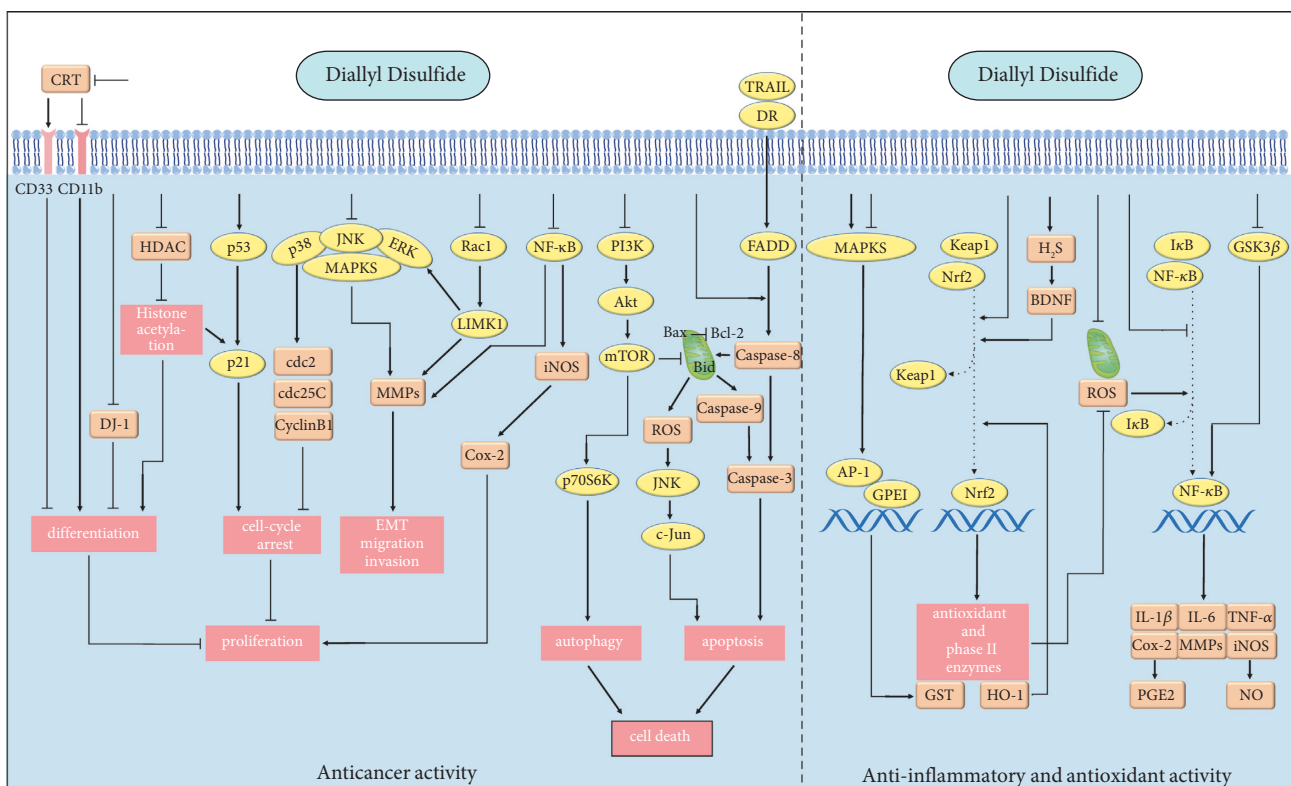 Diallyl Disulfide
CRT
CD33 CD11b
HDAC
Histone
acetyla-
tion
DJ-1
differentiation
p53
p21
cell-cycle
arrest
proliferation
p38
JNK
ERK
MAPKS
cdc2
cdc25C
CyclinB1
Rac1
LIMK1
MMPs
EMT
migration
invasion
NF-κB
iNOS
Cox-2
PI3K
Akt
mTOR
p70S6K
autophagy
TRAIL
DR
FADD
Bax
Bcl-2
Bid
Caspase-8
Caspase-9
Caspase-3
ROS
JNK
c-Jun
apoptosis
cell death
Anticancer activity
Diallyl Disulfide
MAPKS
AP-1
GPEI
Keap1
Nrf2
Keap1
Nrf2
H₂S
BDNF
antioxidant
and
phase II
enzymes
GST
HO-1
ROS
IκB
NF-κB
IκB
NF-κB
GSK3β
IL-1β
IL-6
TNF-α
Cox-2
MMPs
iNOS
PGE2
NO
Anti-inflammatory and antioxidant activity